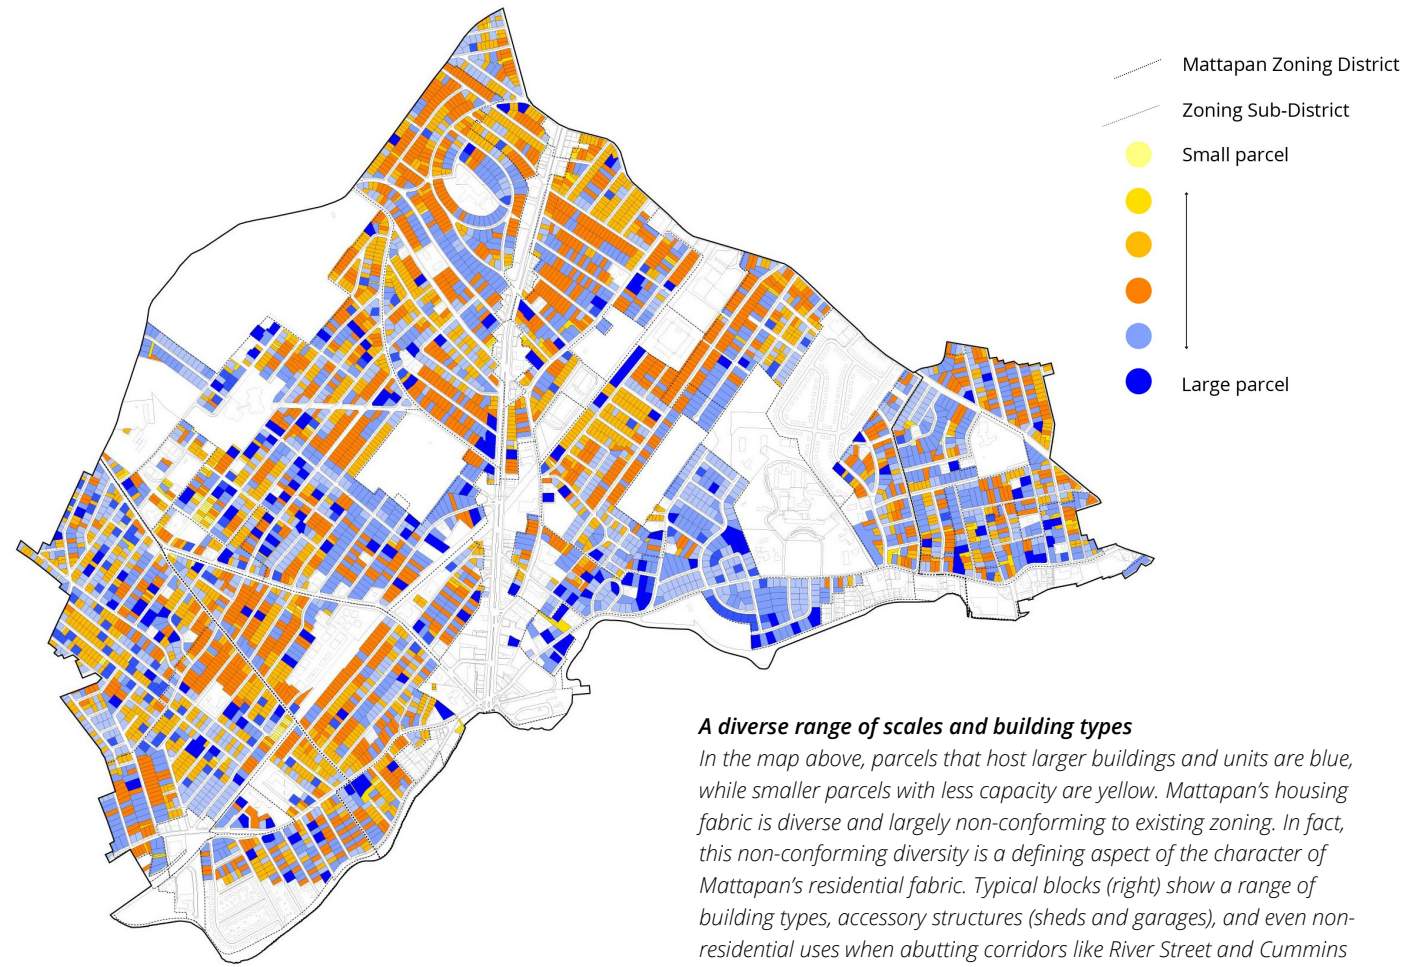 Mattapan Zoning District
Zoning Sub-District
Small parcel
Large parcel
A diverse range of scales and building types
In the map above, parcels that host larger buildings and units are blue,
while smaller parcels with less capacity are yellow. Mattapan’s housing
fabric is diverse and largely non-conforming to existing zoning. In fact,
this non-conforming diversity is a defining aspect of the character of
Mattapan’s residential fabric. Typical blocks (right) show a range of
building types, accessory structures (sheds and garages), and even non-
residential uses when abutting corridors like River Street and Cummins